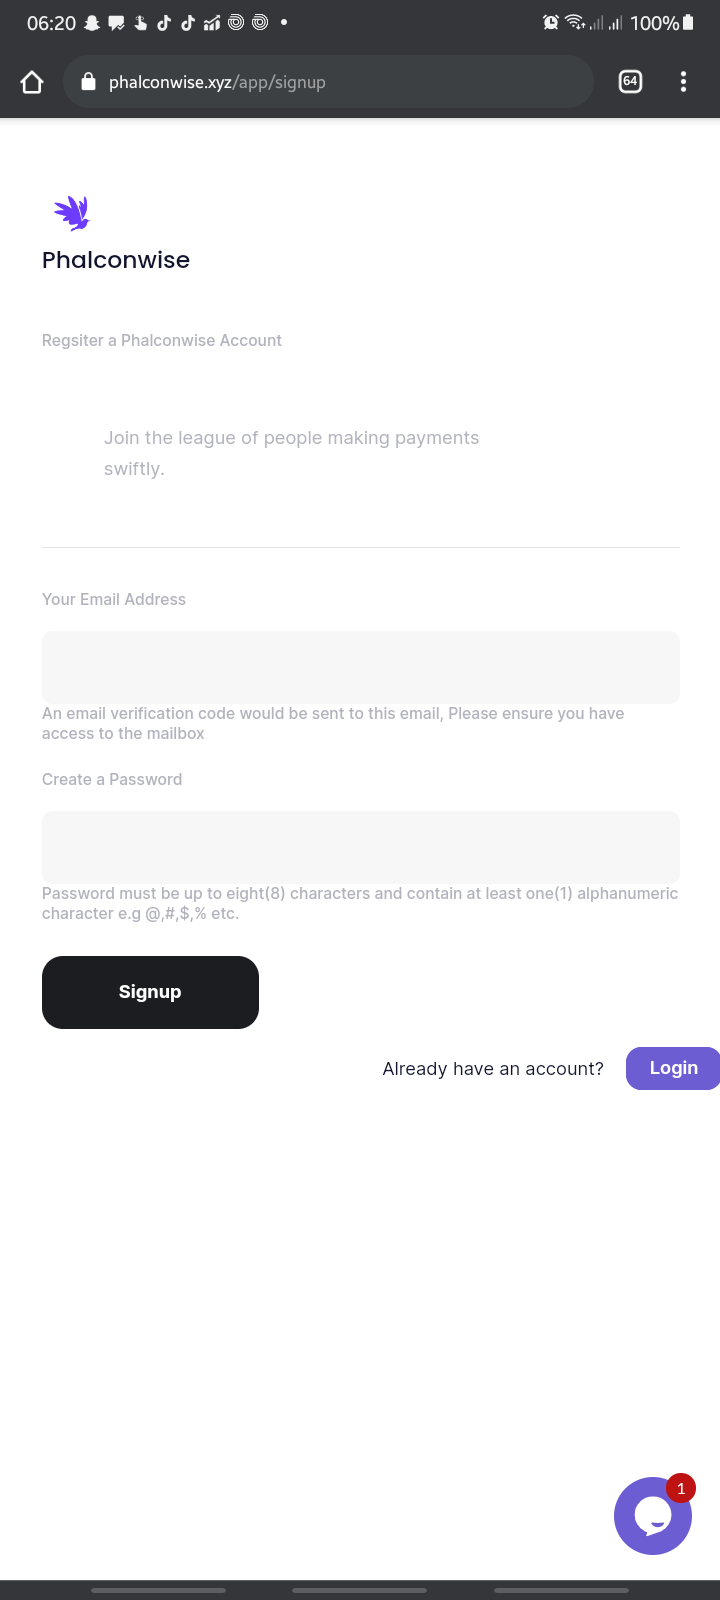 06:20
100%
phalconwise.xyz/app/signup
64
Phalconwise
Regsiter a Phalconwise Account
Join the league of people making payments
swiftly.
Your Email Address
An email verification code would be sent to this email, Please ensure you have
access to the mailbox
Create a Password
Password must be up to eight(8) characters and contain at least one(1) alphanumeric
character e.g @,#,$,% etc.
Signup
Already have an account?
Login
1